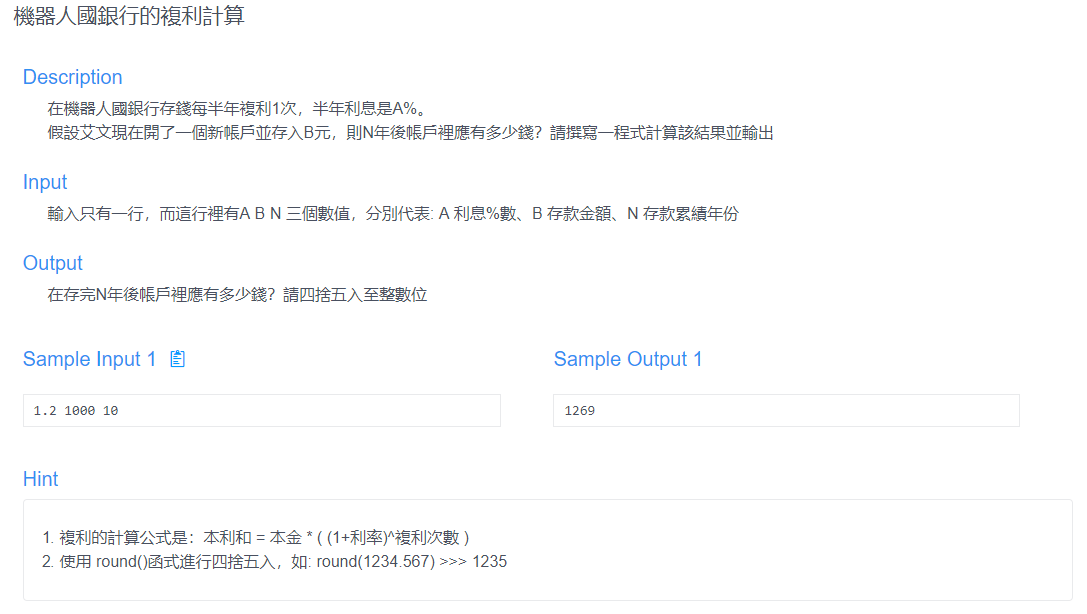 機器人國銀行的複利計算
Description
在機器人國銀行存錢每半年複利1次，半年利息是A%。
假設艾文現在開了一個新帳戶並存入B元，則N年後帳戶裡應有多少錢？請撰寫一程式計算該結果並輸出
Input
輸入只有一行，而這行裡有A B N 三個數值，分別代表: A 利息%數、B 存款金額、N 存款累績年份
Output
在存完N年後帳戶裡應有多少錢？請四捨五入至整數位
Sample Input 1
1.2 1000 10
Sample Output 1
1269
Hint
1. 複利的計算公式是：本利和 = 本金 * ( (1+利率)^複利次數 )
2. 使用 round()函式進行四捨五入，如: round(1234.567) >>> 1235